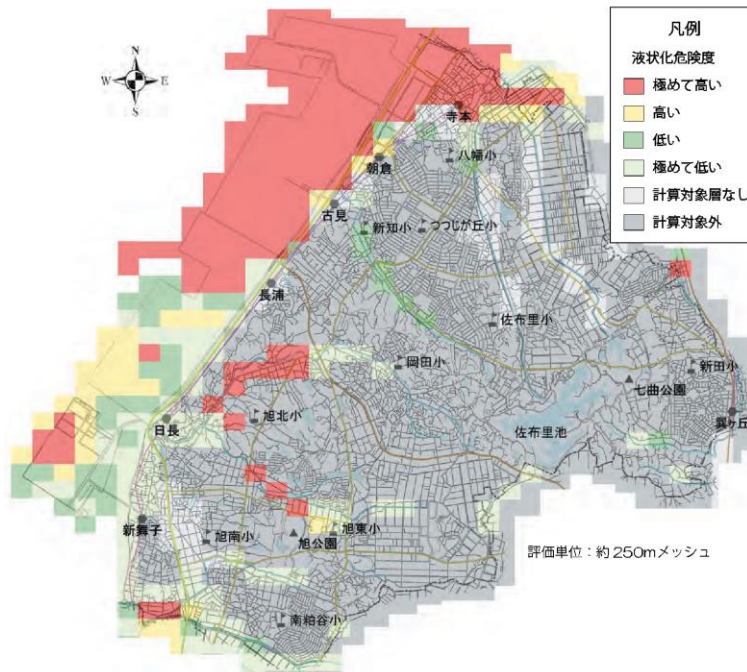 凡例
液状化危険度
極めて高い
高い
低い
極めて低い
計算対象層なし
計算対象外
N
W E
S
寺本
朝倉
八幡小
古見
新知小
つつじが丘小
長浦
佐布里小
岡田小
新田小
七曲公園
巽ヶ丘
日長
旭北小
佐布里池
新舞子
旭南小
旭公園
旭東小
評価単位：約250mメッシュ
南粕谷小